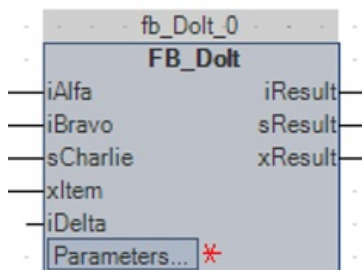 fb_DoIt_0
FB_DoIt
iAlfa iResult
iBravo sResult
sCharlie xResult
xItem
iDelta
Parameters... *